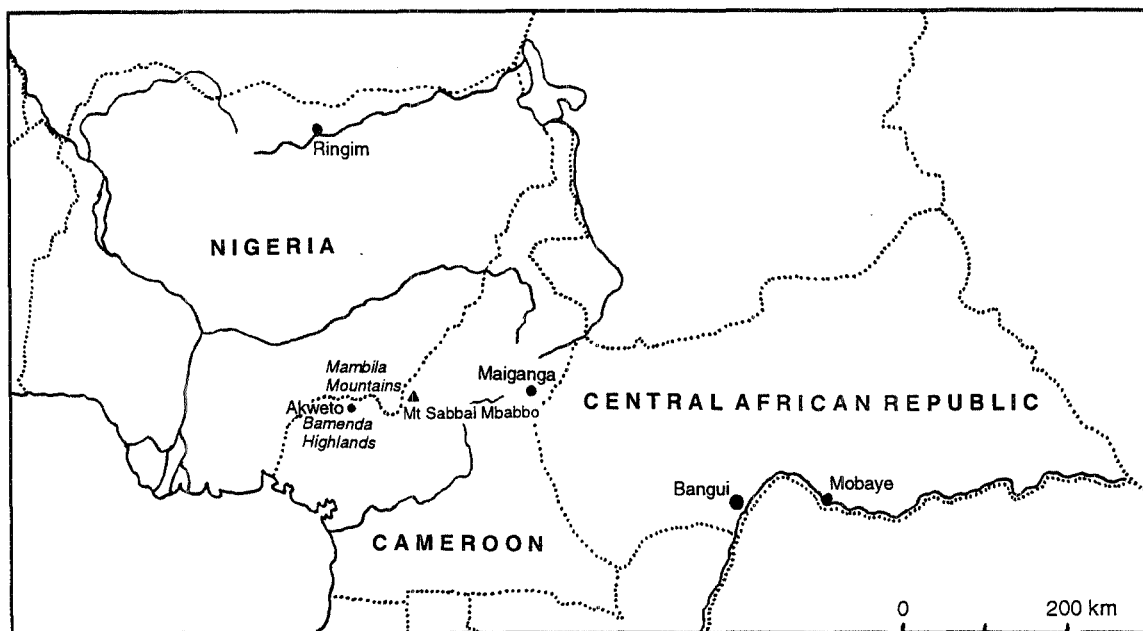 Ringim
NIGERIA
Mambila
Mountains
Maiganga
Akweto
Mt Sabbai Mbabbo
CENTRAL AFRICAN REPUBLIC
Bamenda
Highlands
Bangui
Mobaye
CAMEROON
0 200 km